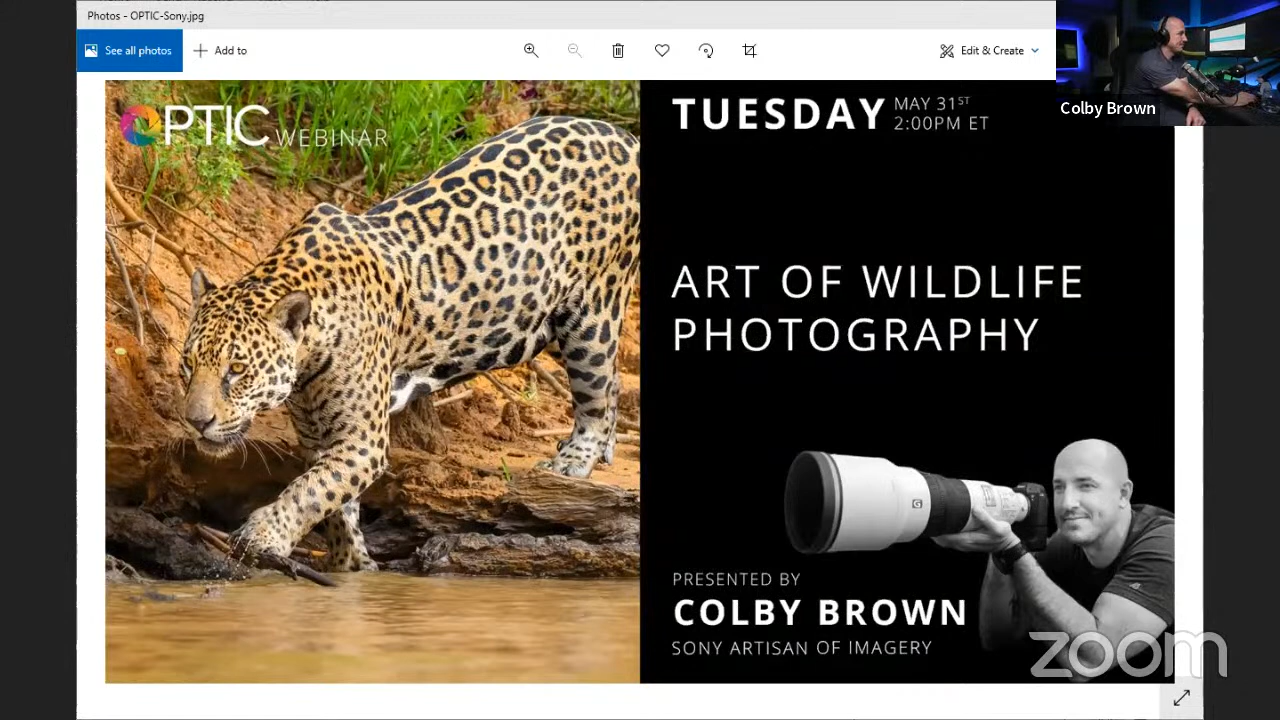 Photos - OPTIC-Sony.jpg
See all photos
Add to
Edit & Create
Colby Brown
OPTIC WEBINAR
TUESDAY
MAY 31ST
2:00PM ET
ART OF WILDLIFE
PHOTOGRAPHY
G
PRESENTED BY
COLBY BROWN
SONY ARTISAN OF IMAGERY
zoom